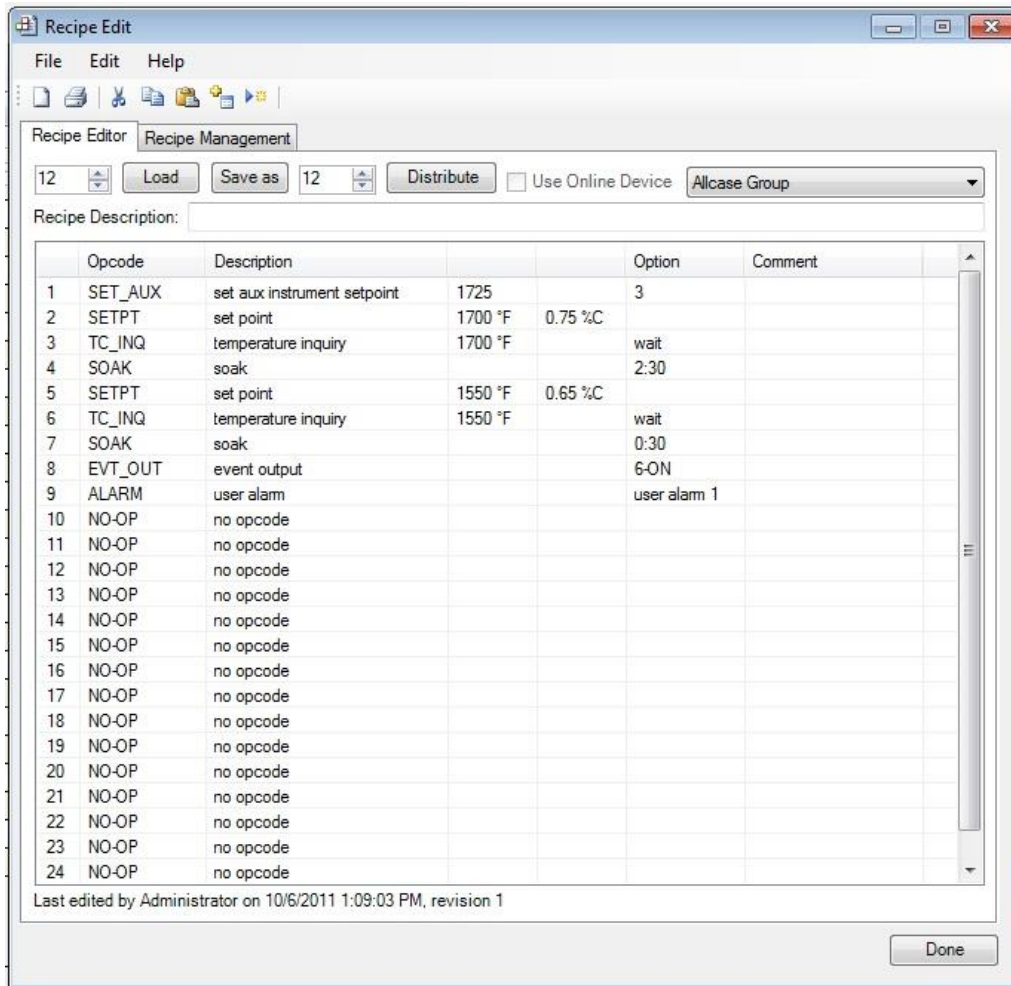 Recipe Edit
File Edit Help
Recipe Editor Recipe Management
12 Load Save as 12 Distribute Use Online Device Allcase Group
Recipe Description:
Opcode Description Option Comment
1 SET_AUX set aux instrument setpoint 1725 3
2 SETPT set point 1700 °F 0.75 %C
3 TC_INQ temperature inquiry 1700 °F wait
4 SOAK soak 2:30
5 SETPT set point 1550 °F 0.65 %C
6 TC_INQ temperature inquiry 1550 °F wait
7 SOAK soak 0:30
8 EVT_OUT event output 6-ON
9 ALARM user alarm user alarm 1
10 NO-OP no opcode
11 NO-OP no opcode
12 NO-OP no opcode
13 NO-OP no opcode
14 NO-OP no opcode
15 NO-OP no opcode
16 NO-OP no opcode
17 NO-OP no opcode
18 NO-OP no opcode
19 NO-OP no opcode
20 NO-OP no opcode
21 NO-OP no opcode
22 NO-OP no opcode
23 NO-OP no opcode
24 NO-OP no opcode
Last edited by Administrator on 10/6/2011 1:09:03 PM, revision 1
Done